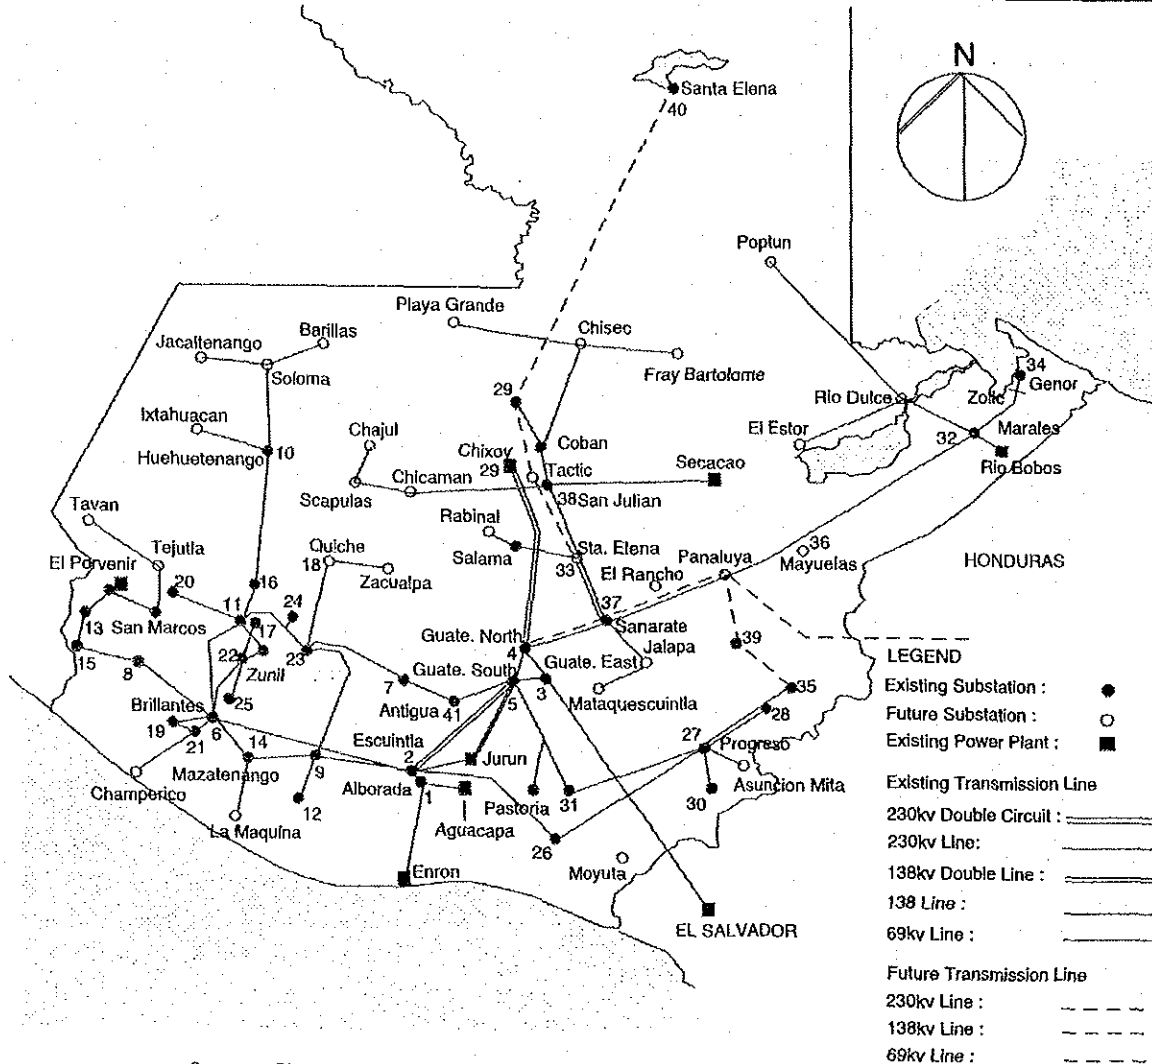 N
Santa Elena
40
Poptun
Playa Grande
Chisec
Barillas
Jacaltenango
Soloma
Fray Bartolome
34
Genor
Zolic
Rio Dulce
29
Ixtahuacan
Chajul
El Estor
Marales
32
Coban
Huehuetenango
10
Chixoy
29
Tactic
Secacao
Rio Bobos
Chicaman
Scapulas
38
San Julian
Tavan
Rabinal
Salama
36
Mayuelas
Tejutla
Quiche
18
Sta. Elena
33
Panaluya
HONDURAS
El Porvenir
Zacualpa
El Rancho
20
16
11
24
37
13
San Marcos
17
Sanarate
Guate. North
4
Jalapa
39
15
8
22
Zunil
23
Guate. East
3
LEGEND
Guate. South
5
7
Antigua
41
Mataquescuintla
35
Existing Substation :
25
28
Future Substation :
Brillantes
6
19
21
Escuintla
2
27
Progreso
Existing Power Plant :
14
Mazatenango
9
Jurun
Asuncion Mita
Champerico
Alborada
1
Existing Transmission Line
12
Pastoria
31
30
La Maquina
Aguacapa
230kv Double Circuit :
26
230kv Line:
Moyuta
Enron
138kv Double Line :
138 Line :
EL SALVADOR
69kv Line :
Future Transmission Line
230kv Line :
138kv Line :
69kv Line :